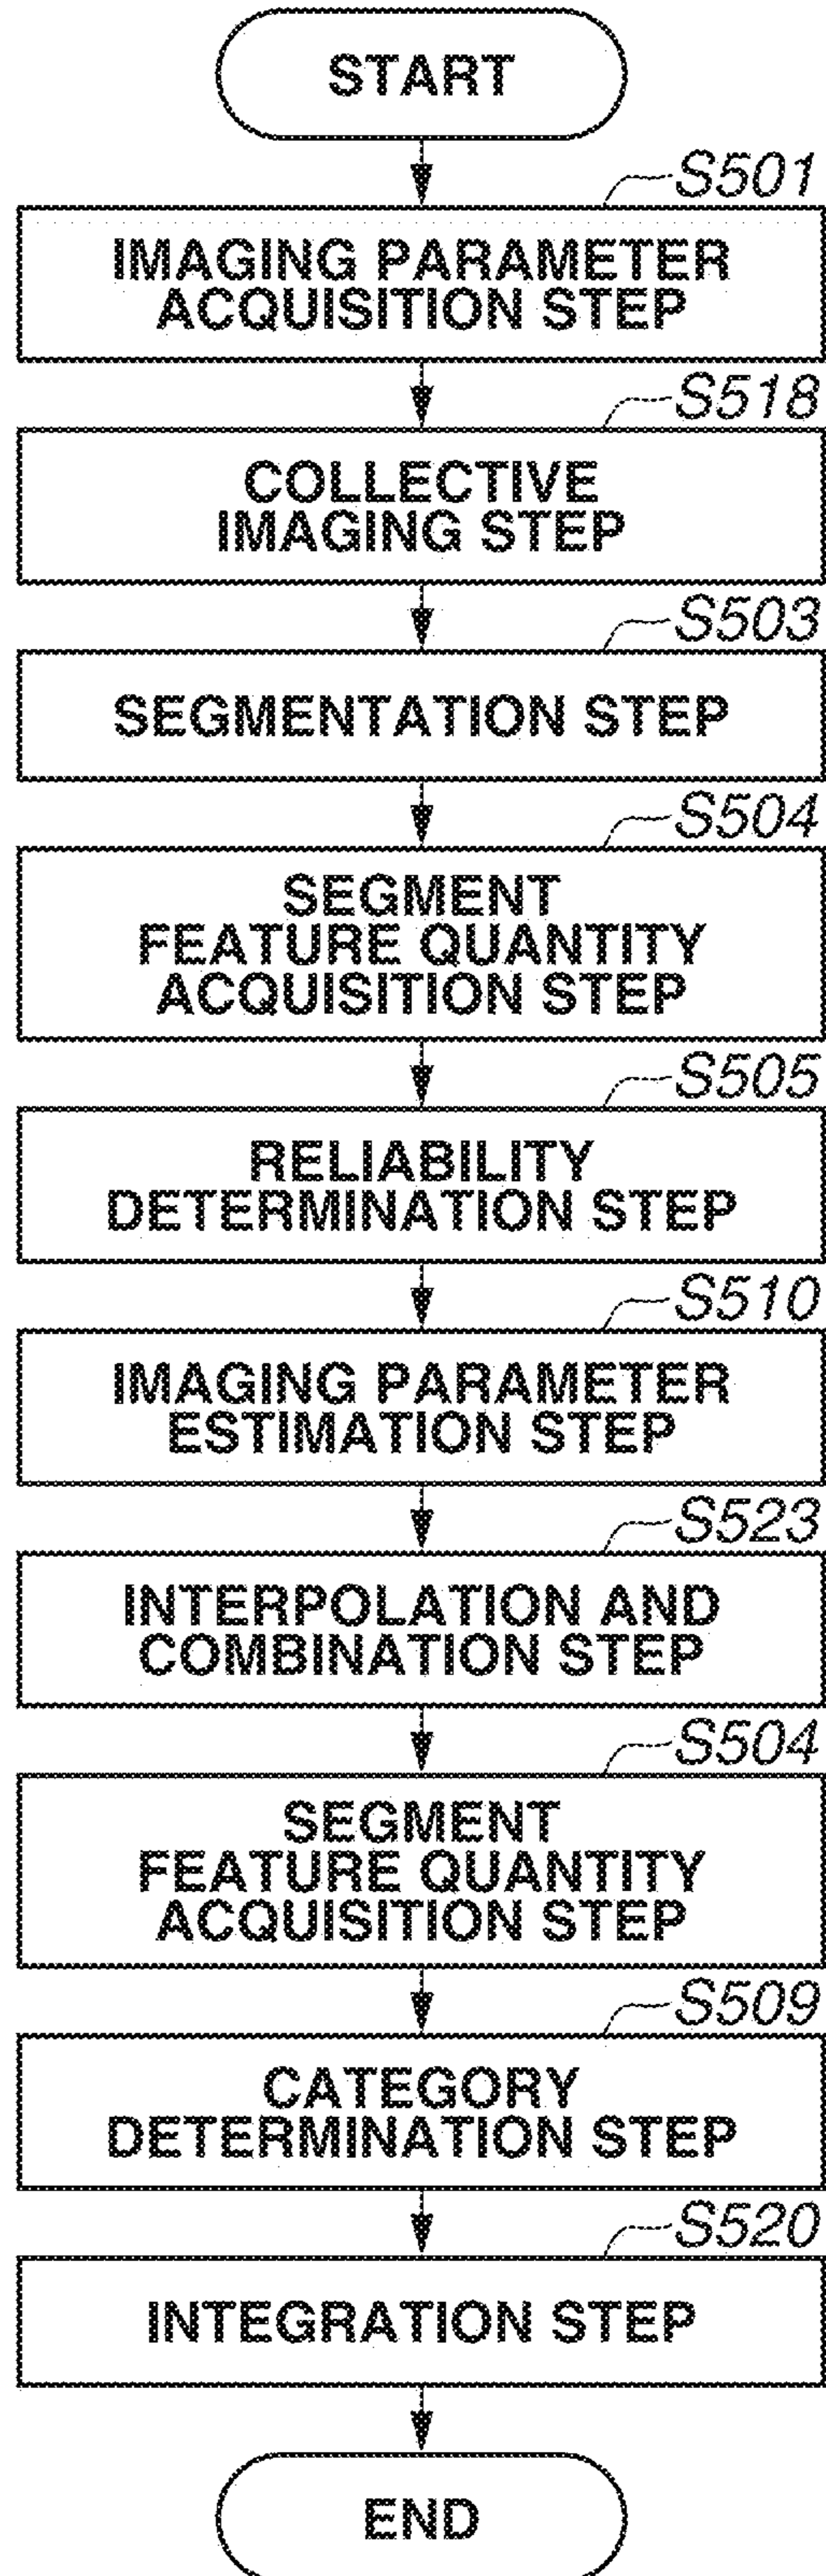 START
S501
IMAGING PARAMETER
ACQUISITION STEP
S518
COLLECTIVE
IMAGING STEP
S503
SEGMENTATION STEP
S504
SEGMENT
FEATURE QUANTITY
ACQUISITION STEP
S505
RELIABILITY
DETERMINATION STEP
S510
IMAGING PARAMETER
ESTIMATION STEP
S523
INTERPOLATION AND
COMBINATION STEP
S504
SEGMENT
FEATURE QUANTITY
ACQUISITION STEP
S509
CATEGORY
DETERMINATION STEP
S520
INTEGRATION STEP
END